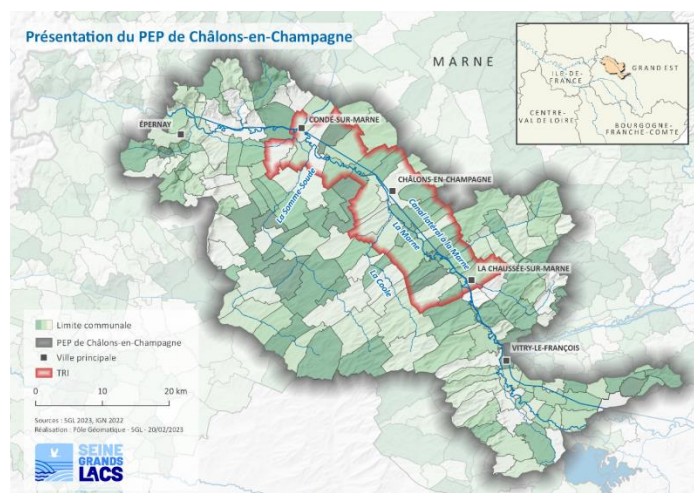 Présentation du PEP de Châlons-en-Champagne
MARNE
ILE-DE-
FRANCE
GRAND EST
CENTRE-
VAL DE LOIRE
BOURGOGNE-
FRANCHE-COMTE
ÉPERNAY
CONDÉ-SUR-MARNE
CHÂLONS-EN-CHAMPAGNE
La Somme-Soude
Canal latéral à la Marne
La Marne
La Coole
LA CHAUSSÉE-SUR-MARNE
VITRY-LE-FRANÇOIS
Limite communale
PEP de Châlons-en-Champagne
Ville principale
TRI
0 10 20 km
Sources : SGL 2023, IGN 2022
Réalisation : Pôle Géomatique - SGL - 20/02/2023
SEINE
GRANDS
LACS